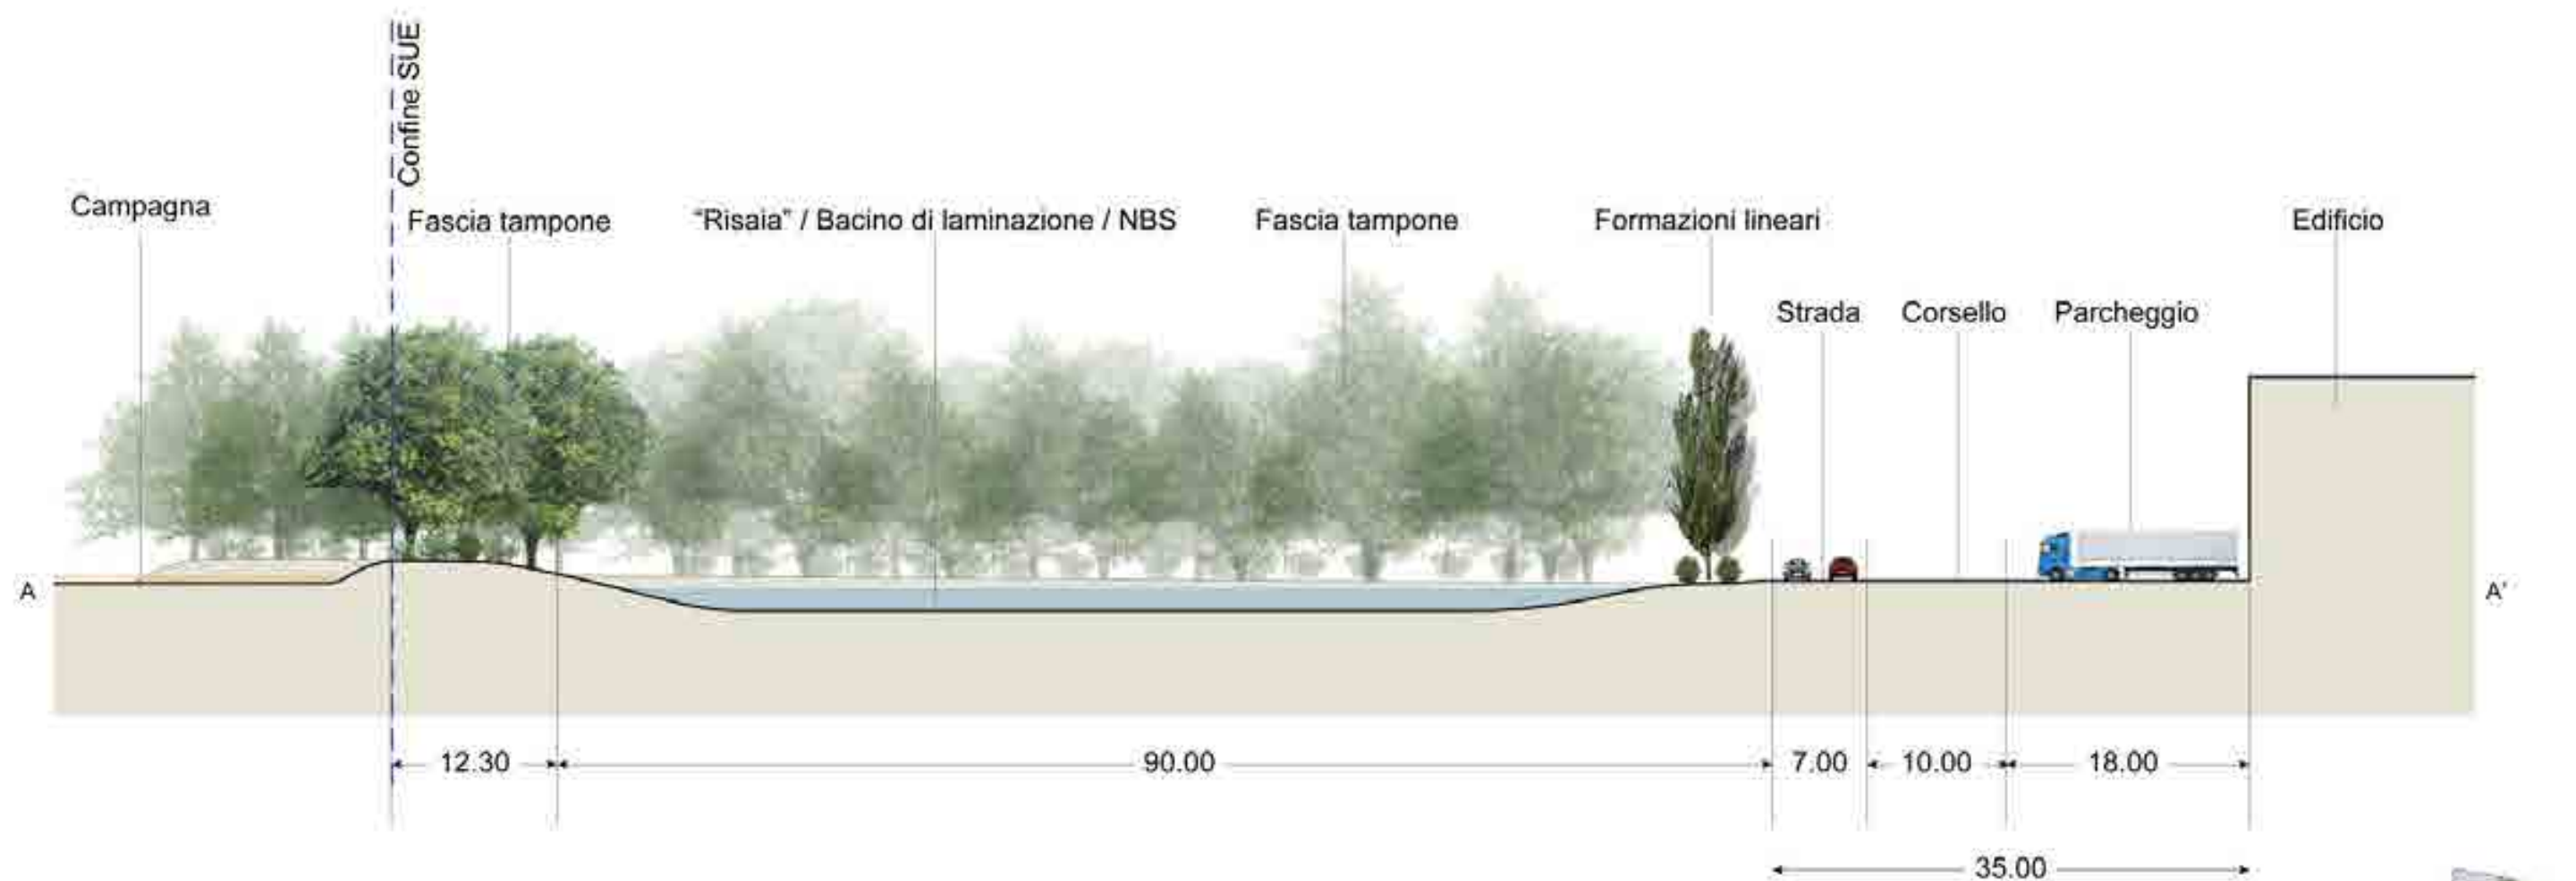 Confine SUE
Campagna
Fascia tampone
“Risaia” / Bacino di laminazione / NBS
Fascia tampone
Formazioni lineari
Edificio
Strada
Corsello
Parcheggio
A
A'
12.30
90.00
7.00
10.00
18.00
35.00